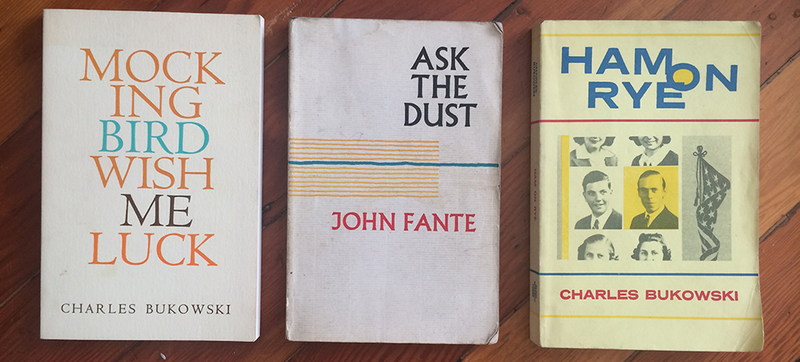 MOCK
ING
BIRD
WISH
ME
LUCK
CHARLES BUKOWSKI
ASK
THE
DUST
JOHN FANTE
HAM ON
RYE
CHARLES BUKOWSKI